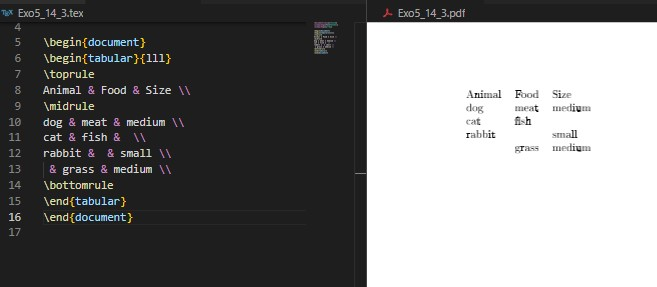 Exo5_14_3.tex
4
5 \begin{document}
6 \begin{tabular}{lll}
7 \toprule
8 Animal & Food & Size \\
9 \midrule
10 dog & meat & medium \\
11 cat & fish &  \\
12 rabbit &  & small \\
13  & grass & medium \\
14 \bottomrule
15 \end{tabular}
16 \end{document}
17
Exo5_14_3.pdf
Animal Food Size
dog meat medium
cat fish
rabbit small
grass medium